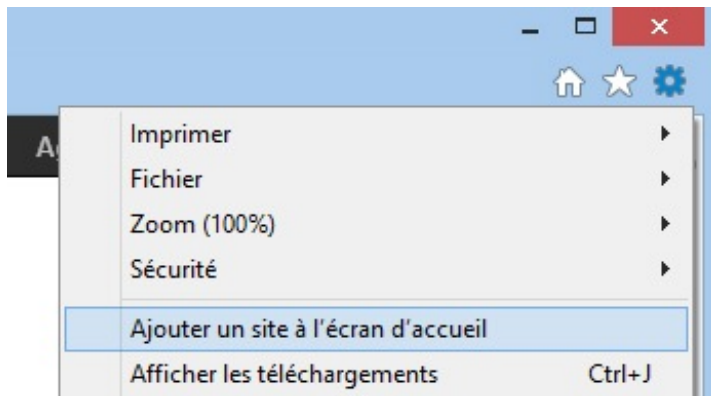 A
Imprimer
Fichier
Zoom (100%)
Sécurité
Ajouter un site à l'écran d'accueil
Afficher les téléchargements Ctrl+J